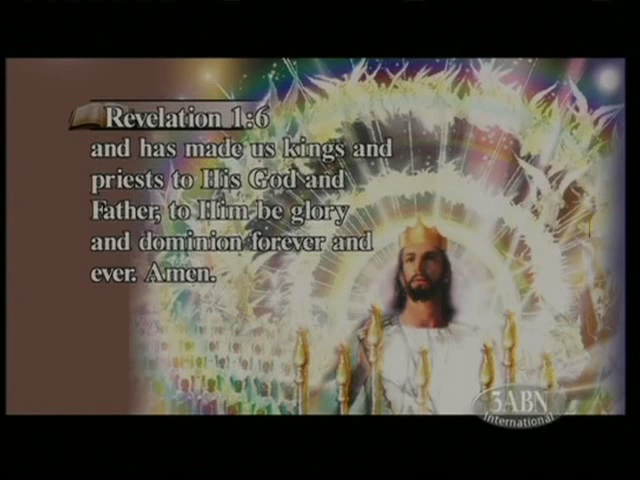 Revelation 1:6
and has made us kings and
priests to His God and
Father, to Him be glory
and dominion forever and
ever. Amen.
3ABN
International